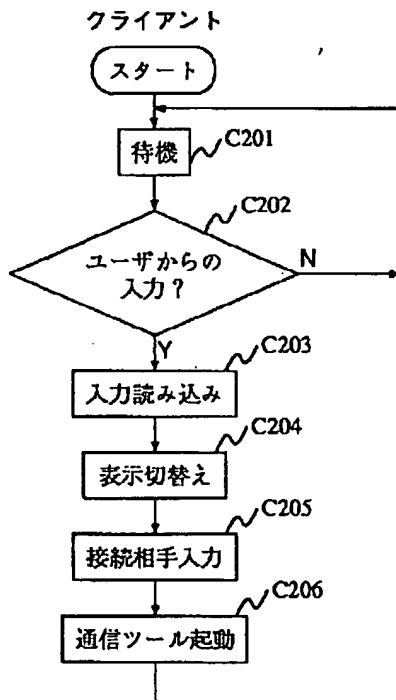 クライアント
スタート
待機
C201
C202
ユーザからの
入力?
N
Y
C203
入力読み込み
C204
表示切替え
C205
接続相手入力
C206
通信ツール起動